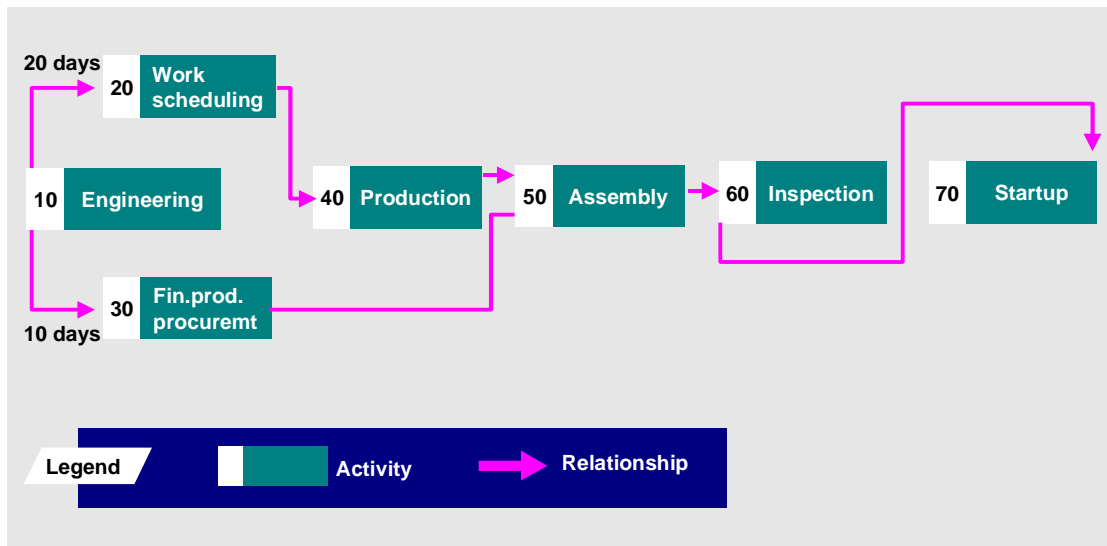 20 days
20
Work
scheduling
10
Engineering
40
Production
50
Assembly
60
Inspection
70
Startup
30
Fin.prod.
procuremt
10 days
Legend
Activity
Relationship